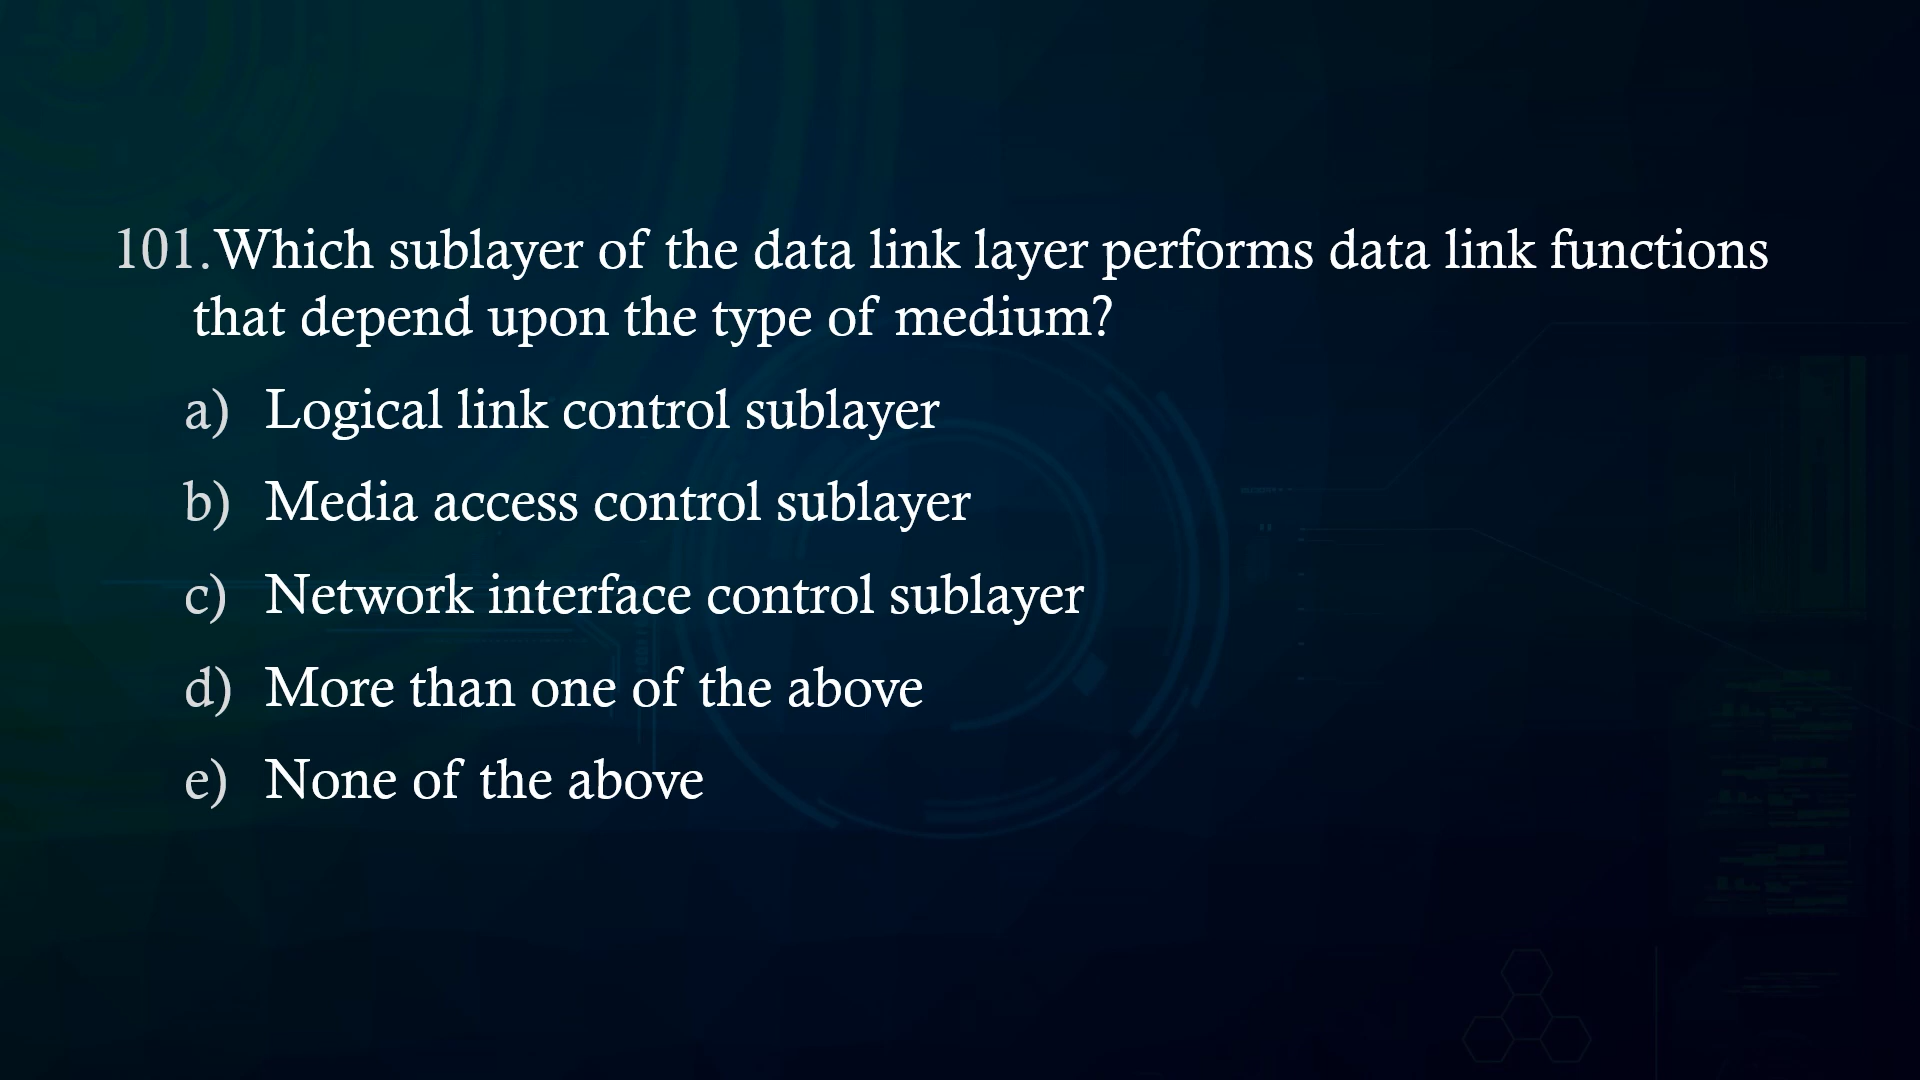 101.Which sublayer of the data link layer performs data link functions
that depend upon the type of medium?
a) Logical link control sublayer
b) Media access control sublayer
c) Network interface control sublayer
d) More than one of the above
e) None of the above